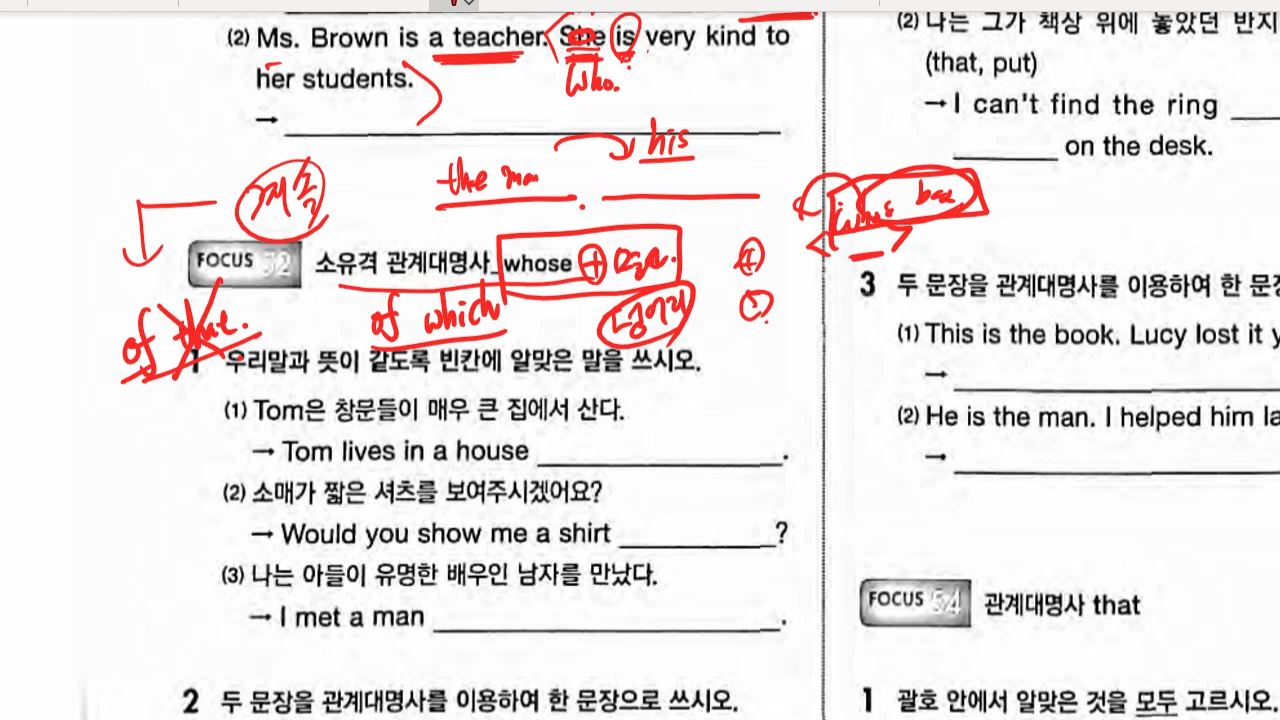 (2) Ms. Brown is a teacher. She is very kind to
her students.
who.
→
his
the man
계속
FOCUS 52 소유격 관계대명사_whose +
of which
덩어리
of that.
1 우리말과 뜻이 같도록 빈칸에 알맞은 말을 쓰시오.
(1) Tom은 창문들이 매우 큰 집에서 산다.
→ Tom lives in a house .
(2) 소매가 짧은 셔츠를 보여주시겠어요?
→ Would you show me a shirt ?
(3) 나는 아들이 유명한 배우인 남자를 만났다.
→ I met a man .
2 두 문장을 관계대명사를 이용하여 한 문장으로 쓰시오.
(2) 나는 그가 책상 위에 놓았던 반지
(that, put)
→ I can't find the ring
on the desk.
3 두 문장을 관계대명사를 이용하여 한 문장
(1) This is the book. Lucy lost it y
→
(2) He is the man. I helped him la
→
FOCUS 54 관계대명사 that
1 괄호 안에서 알맞은 것을 모두 고르시오.